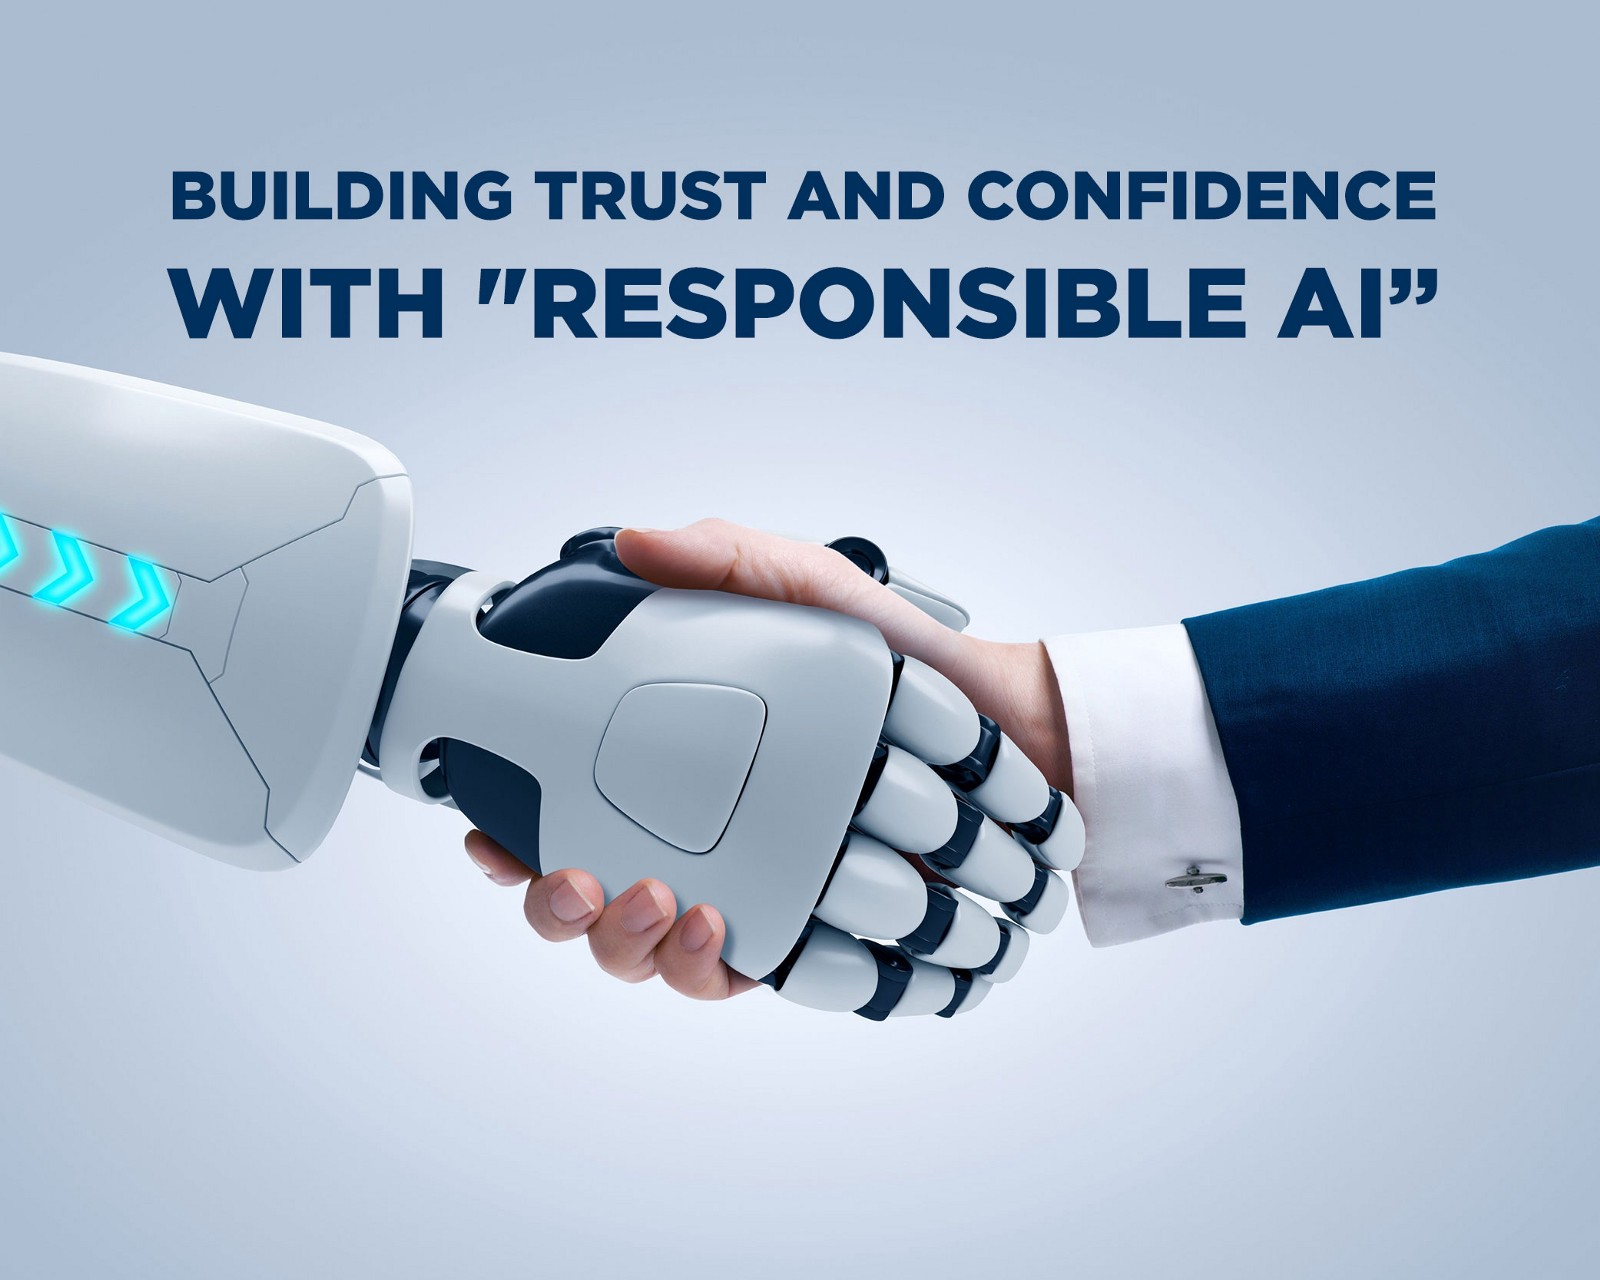 BUILDING TRUST AND CONFIDENCE
WITH "RESPONSIBLE AI”